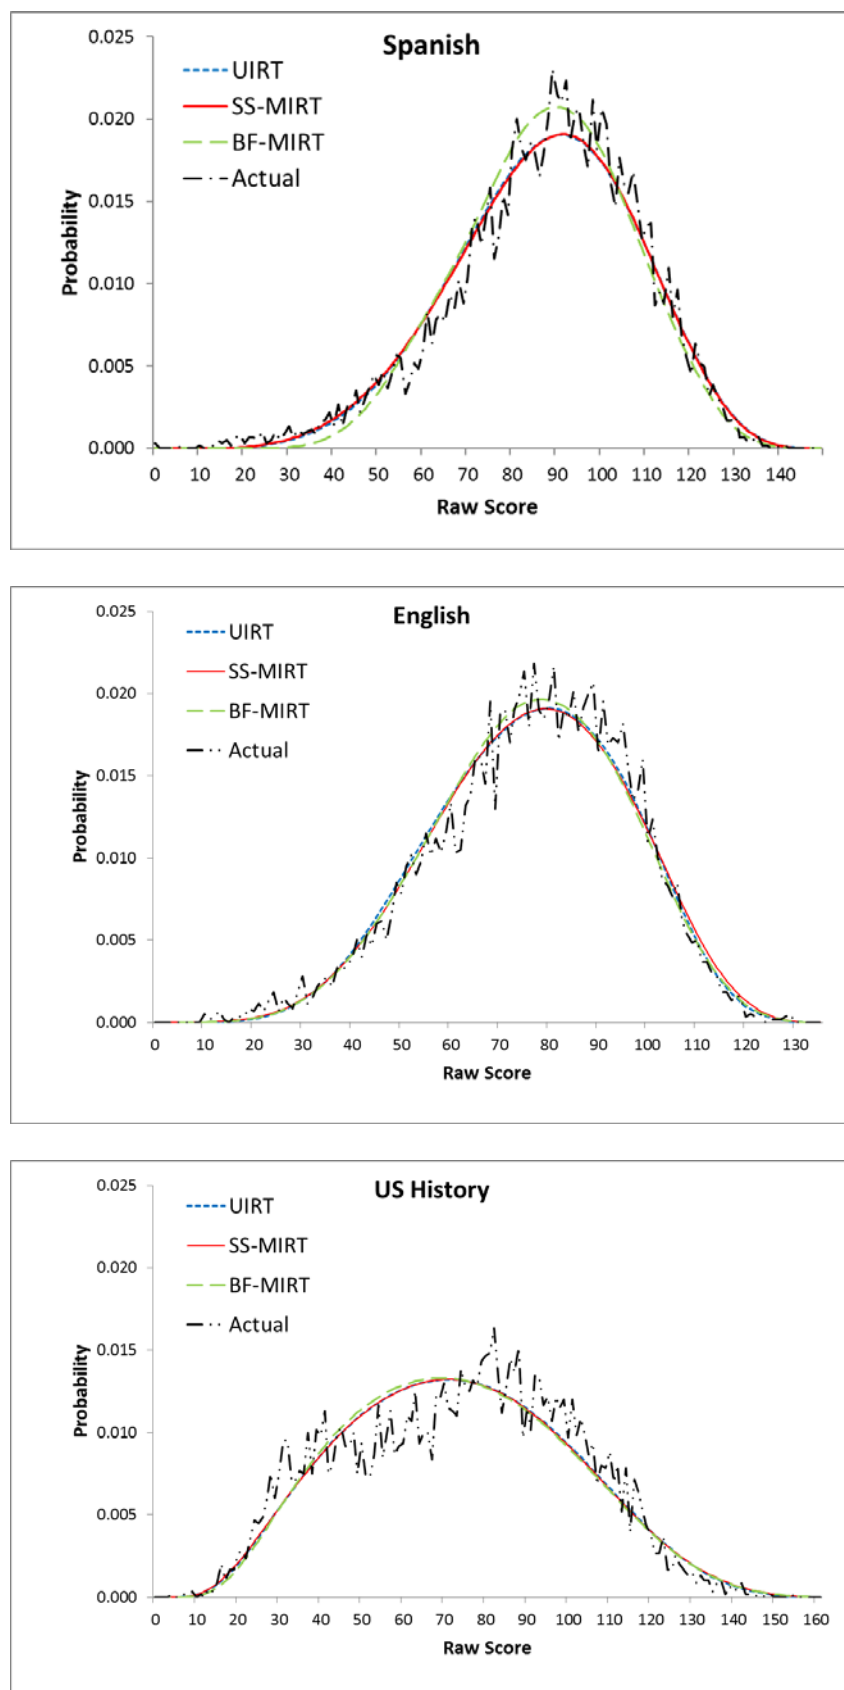 Spanish
UIRT
SS-MIRT
BF-MIRT
Actual
Probability
0.025
0.020
0.015
0.010
0.005
0.000
0 10 20 30 40 50 60 70 80 90 100 110 120 130 140
Raw Score
English
UIRT
SS-MIRT
BF-MIRT
Actual
Probability
0.025
0.020
0.015
0.010
0.005
0.000
0 10 20 30 40 50 60 70 80 90 100 110 120 130
Raw Score
US History
UIRT
SS-MIRT
BF-MIRT
Actual
Probability
0.025
0.020
0.015
0.010
0.005
0.000
0 10 20 30 40 50 60 70 80 90 100 110 120 130 140 150 160
Raw Score